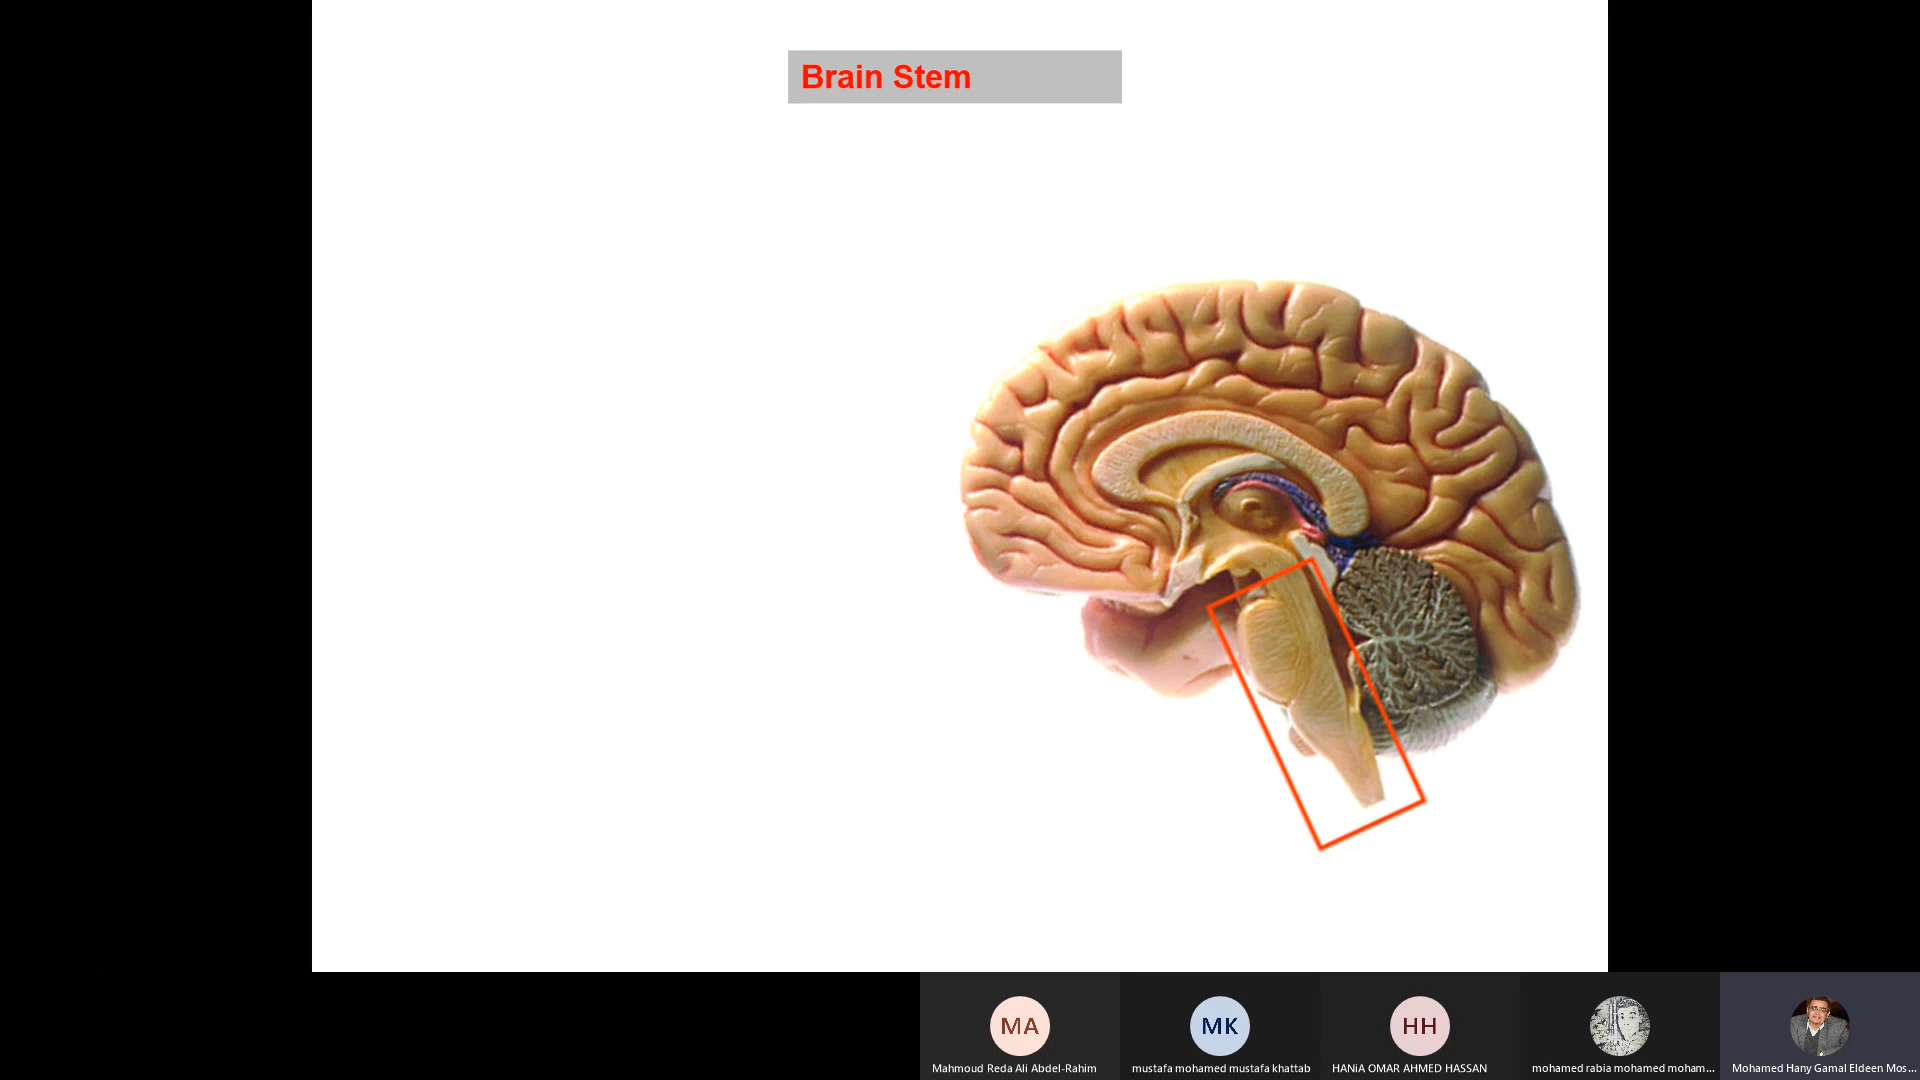 Brain Stem
MA
MK
HH
Mahmoud Reda Ali Abdel-Rahim
mustafa mohamed mustafa khattab
HANiA OMAR AHMED HASSAN
mohamed rabia mohamed moham...
Mohamed Hany Gamal Eldeen Mos...